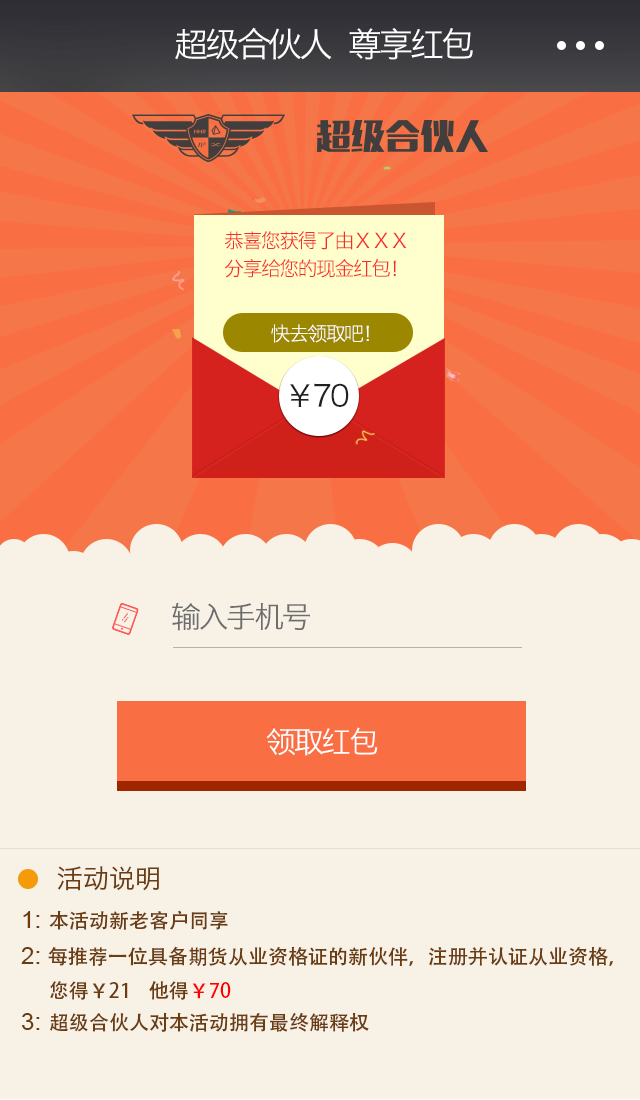 超级合伙人 尊享红包
超级合伙人
恭喜您获得了由XXX
分享给您的现金红包!
快去领取吧!
¥70
输入手机号
领取红包
活动说明
1: 本活动新老客户同享
2: 每推荐一位具备期货从业资格证的新伙伴, 注册并认证从业资格,
您得¥21 他得¥70
3: 超级合伙人对本活动拥有最终解释权